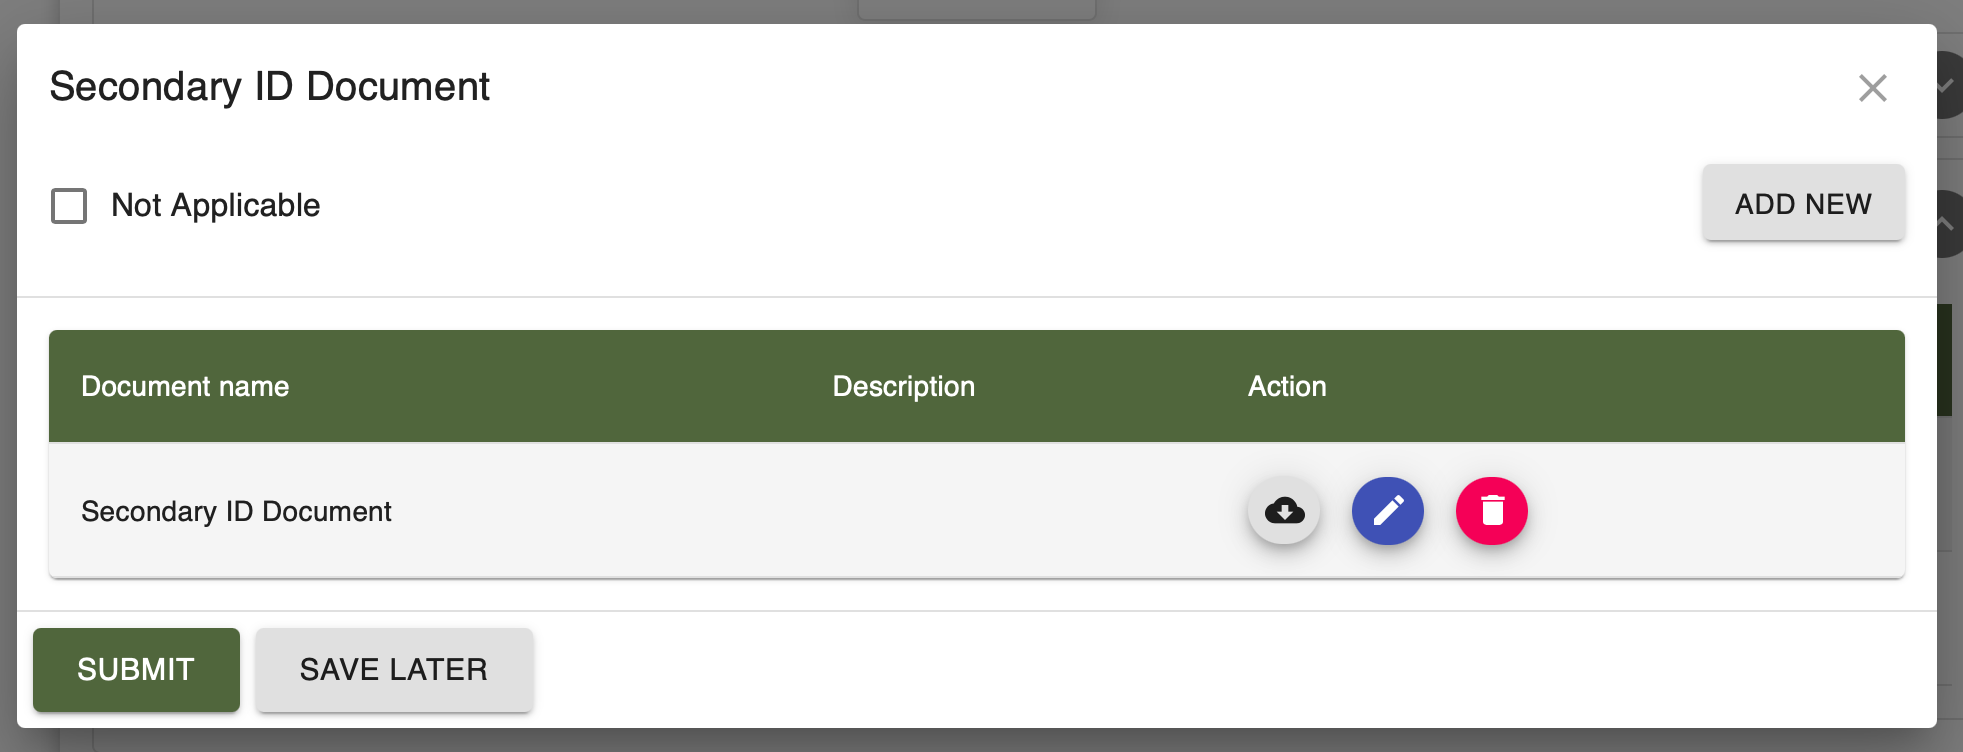 Secondary ID Document
Not Applicable
ADD NEW
Document name Description Action
Secondary ID Document
SUBMIT SAVE LATER